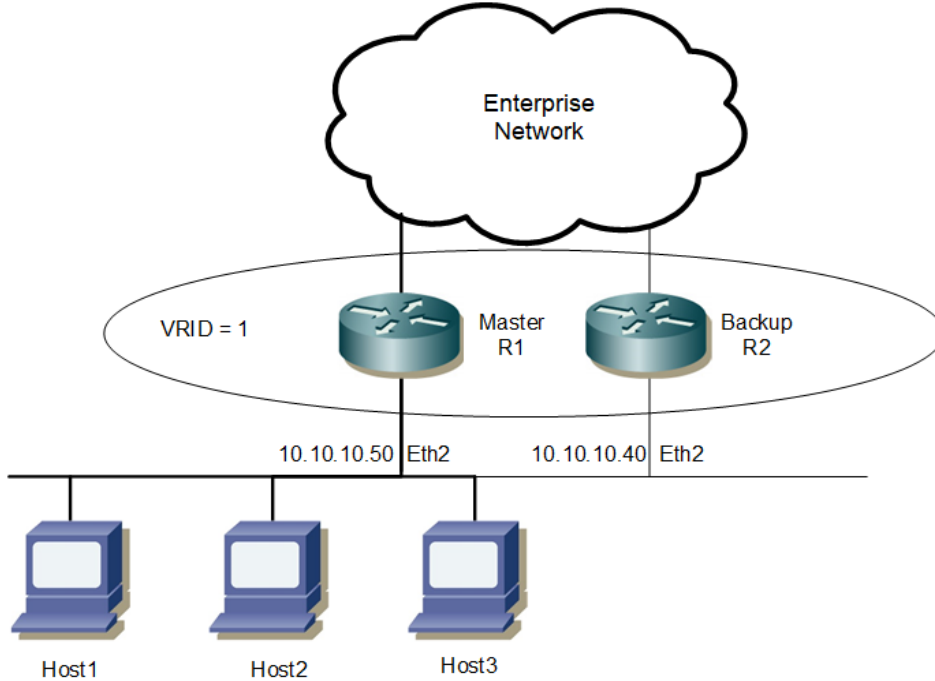 Enterprise
Network
VRID = 1
Master
R1
Backup
R2
10.10.10.50 Eth2
10.10.10.40 Eth2
Host1
Host2
Host3